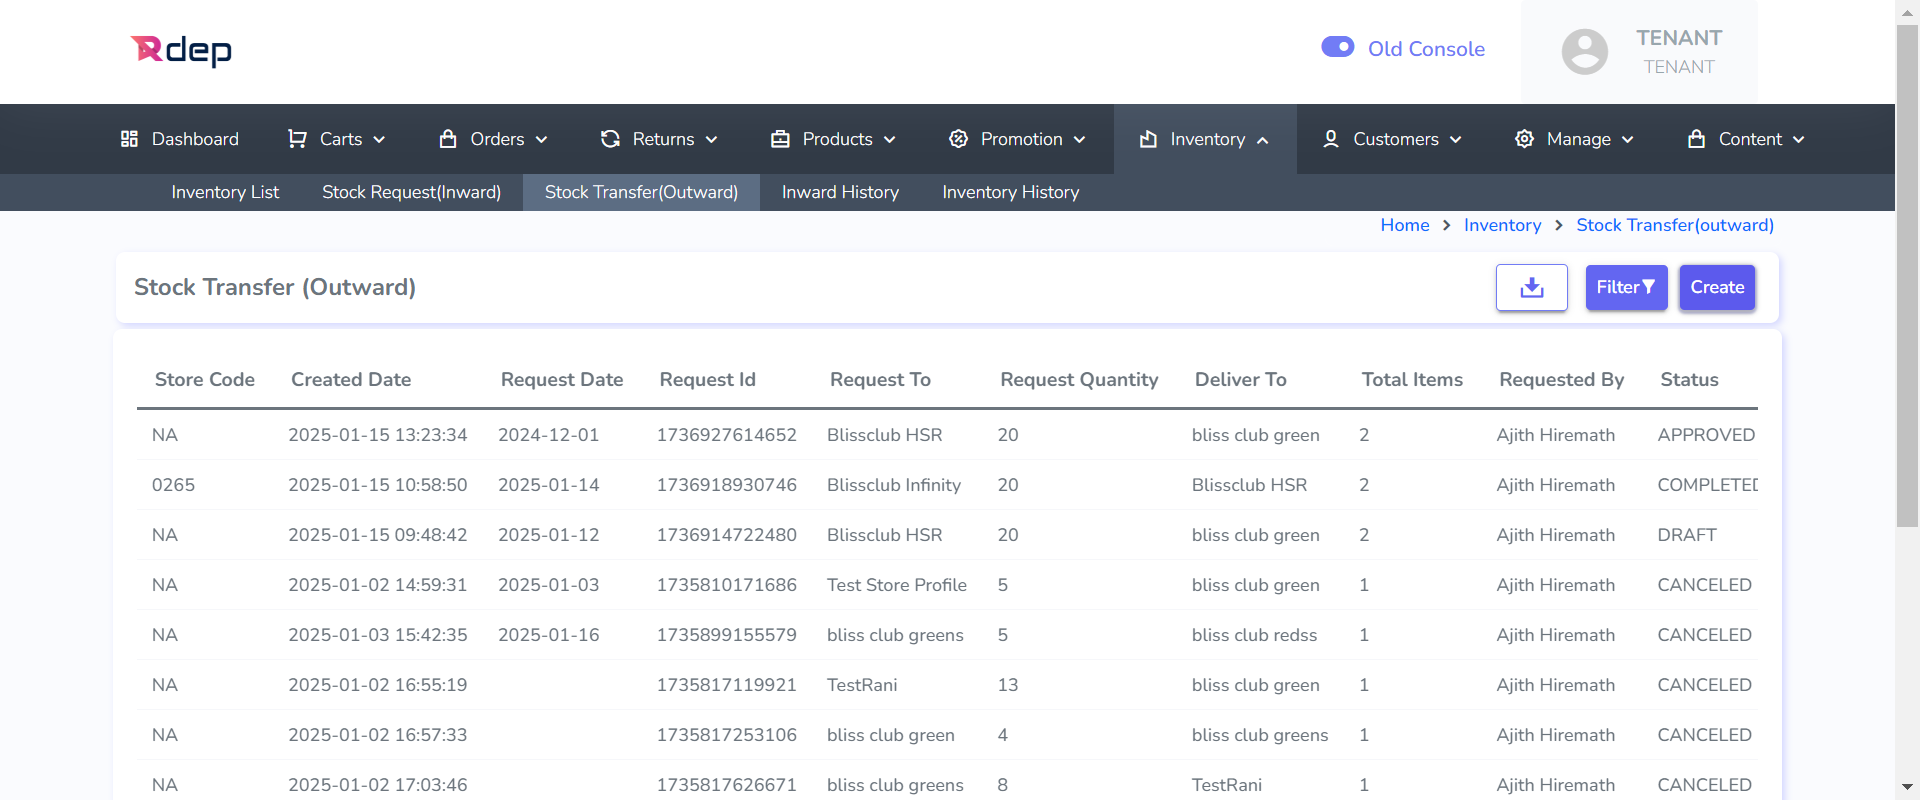 Rdep
Old Console
TENANT
TENANT
Dashboard Carts Orders Returns Products Promotion Inventory Customers Manage Content
Inventory List Stock Request(Inward) Stock Transfer(Outward) Inward History Inventory History
Home > Inventory > Stock Transfer(outward)
Stock Transfer (Outward) Filter Create
Store Code Created Date Request Date Request Id Request To Request Quantity Deliver To Total Items Requested By Status
NA 2025-01-15 13:23:34 2024-12-01 1736927614652 Blissclub HSR 20 bliss club green 2 Ajith Hiremath APPROVED
0265 2025-01-15 10:58:50 2025-01-14 1736918930746 Blissclub Infinity 20 Blissclub HSR 2 Ajith Hiremath COMPLETED
NA 2025-01-15 09:48:42 2025-01-12 1736914722480 Blissclub HSR 20 bliss club green 2 Ajith Hiremath DRAFT
NA 2025-01-02 14:59:31 2025-01-03 1735810171686 Test Store Profile 5 bliss club green 1 Ajith Hiremath CANCELED
NA 2025-01-03 15:42:35 2025-01-16 1735899155579 bliss club greens 5 bliss club redss 1 Ajith Hiremath CANCELED
NA 2025-01-02 16:55:19 1735817119921 TestRani 13 bliss club green 1 Ajith Hiremath CANCELED
NA 2025-01-02 16:57:33 1735817253106 bliss club green 4 bliss club greens 1 Ajith Hiremath CANCELED
NA 2025-01-02 17:03:46 1735817626671 bliss club greens 8 TestRani 1 Ajith Hiremath CANCELED